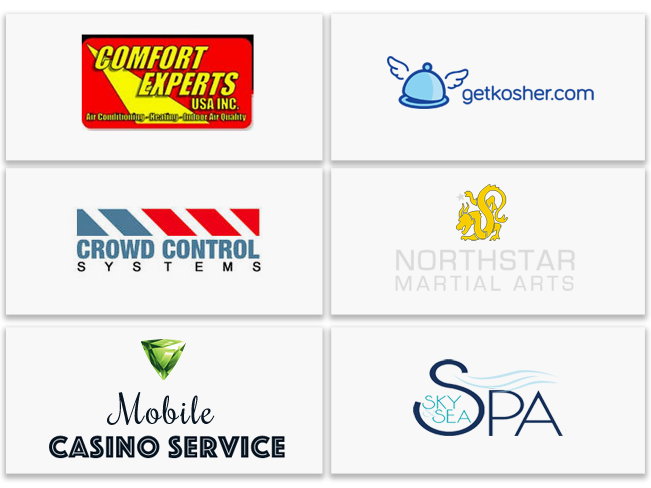 COMFORT
EXPERTS
USA INC.
Air Conditioning - Heating - Indoor Air Quality
getkosher.com
CROWD CONTROL
SYSTEMS
NORTHSTAR
MARTIAL ARTS
Mobile
CASINO SERVICE
SKY
& SEA
SPA